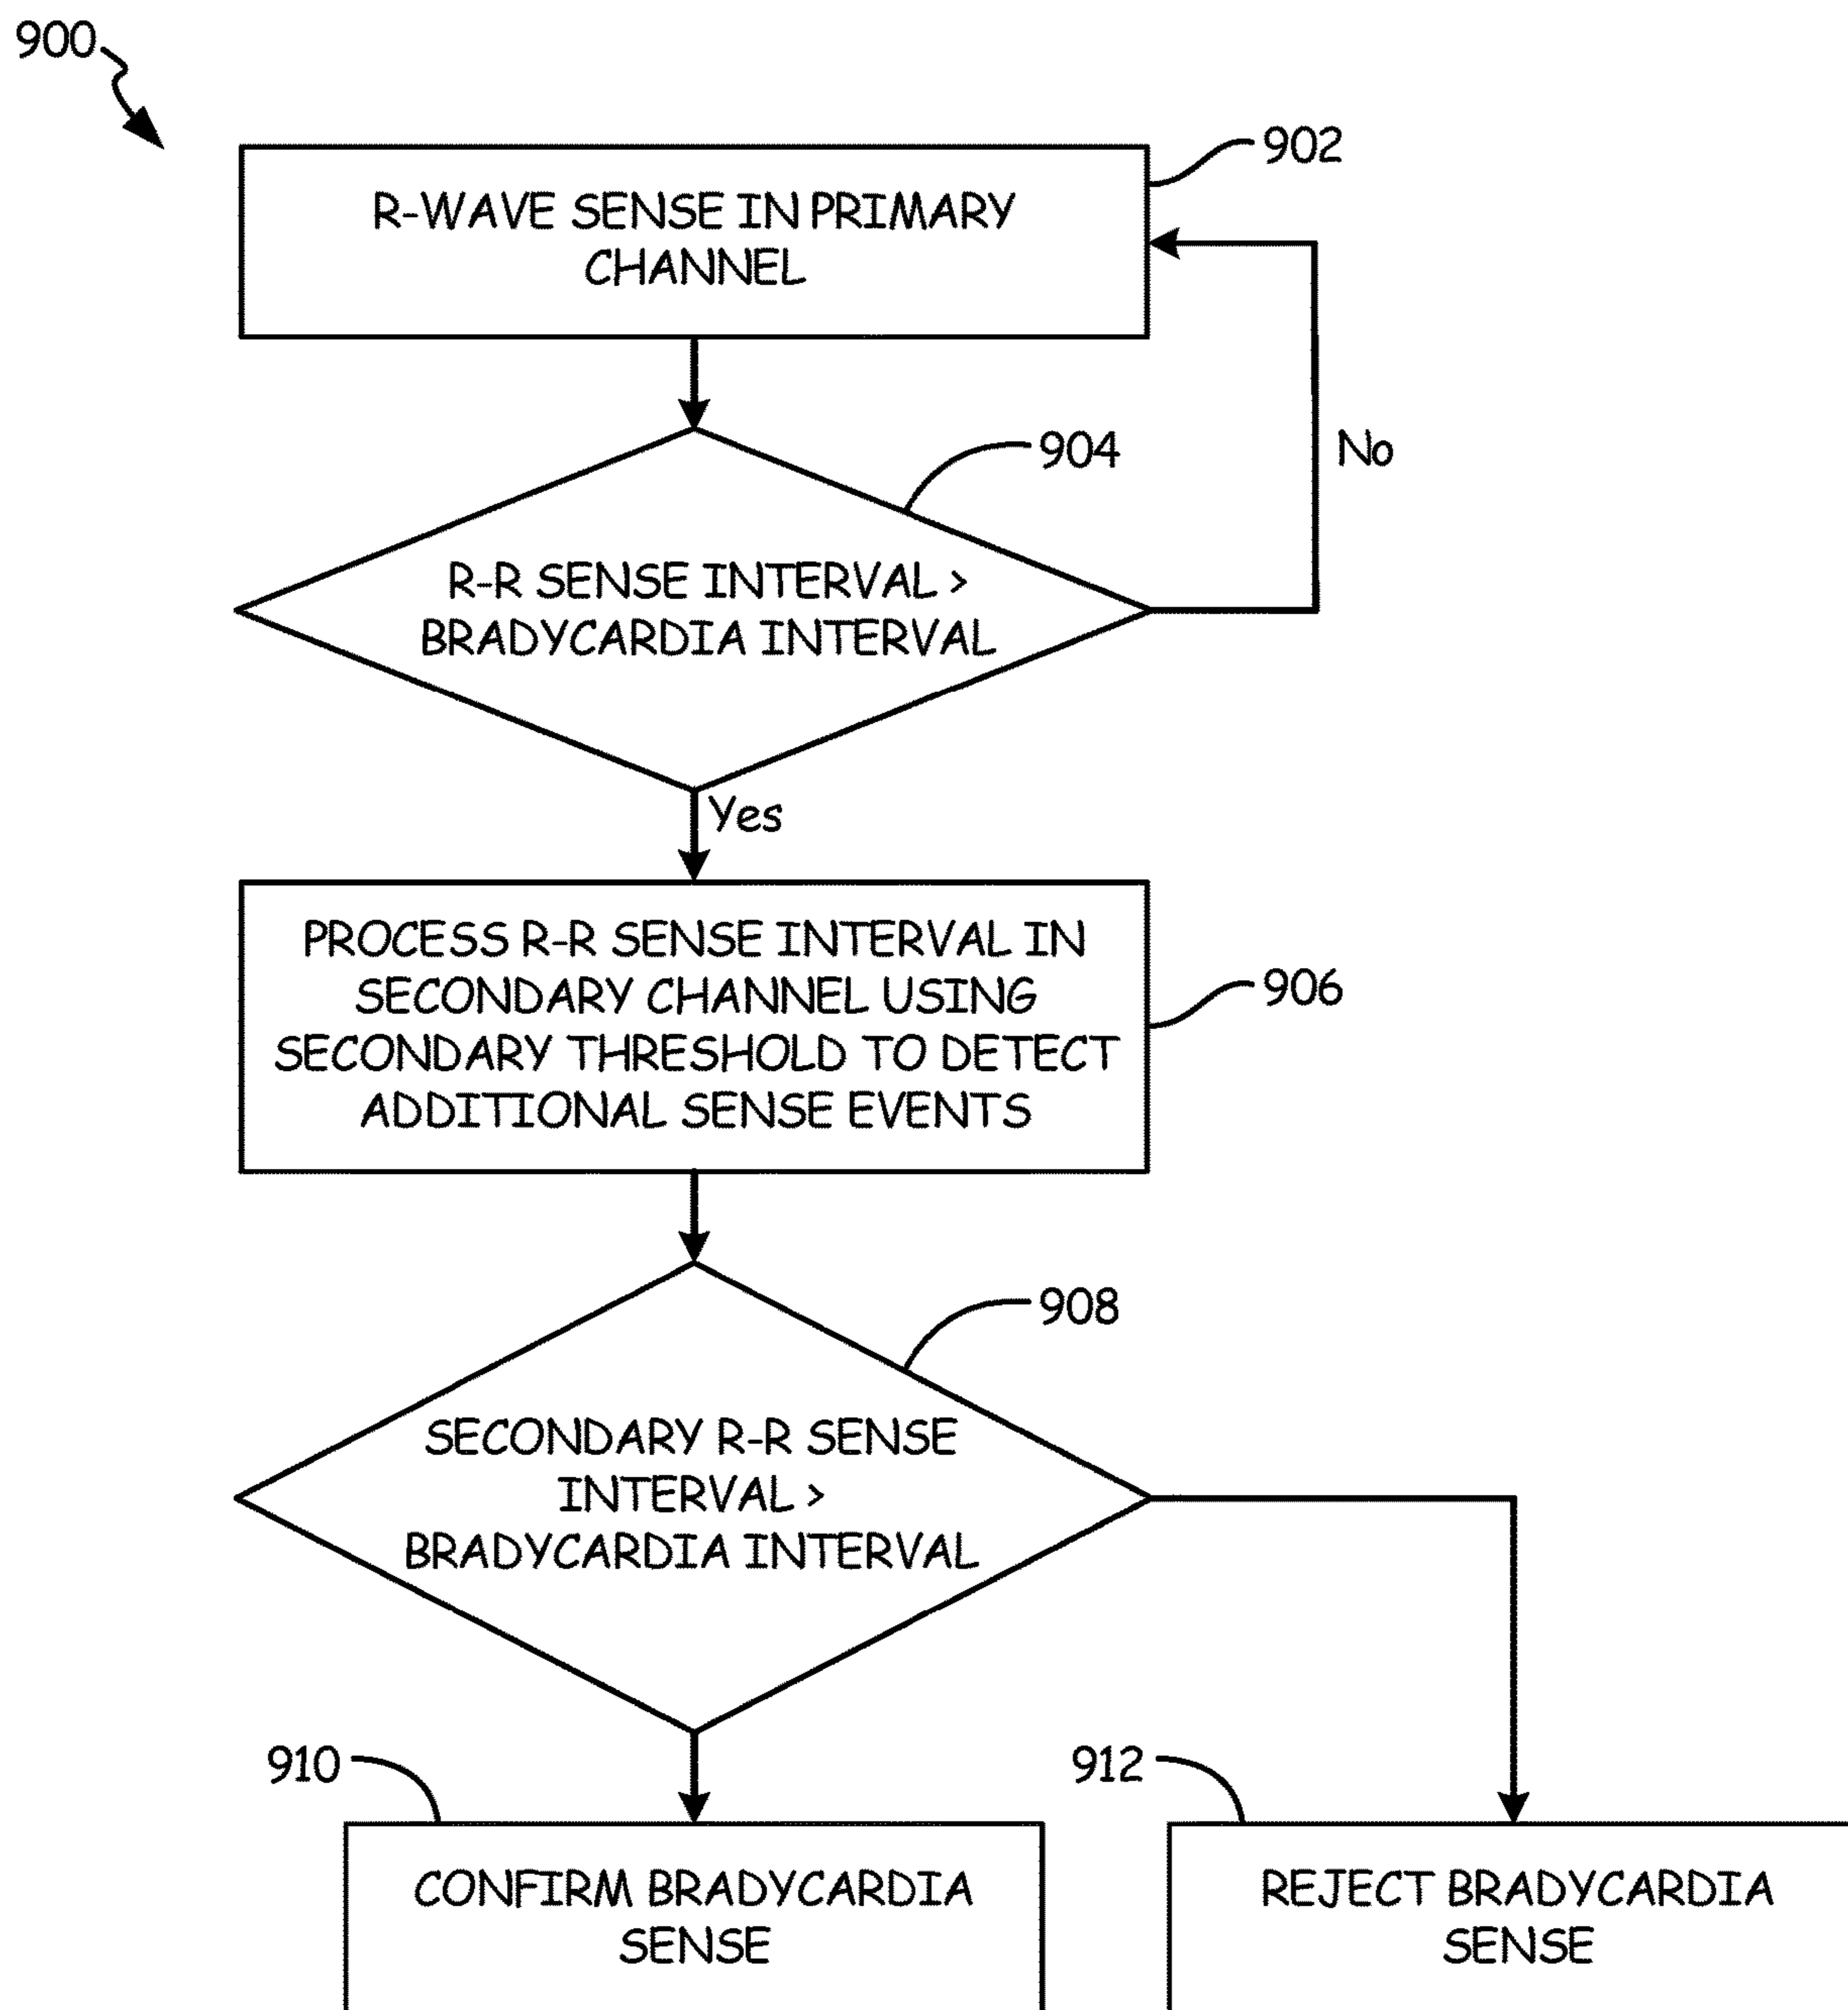 900
902
R-WAVE SENSE IN PRIMARY
CHANNEL
904
No
R-R SENSE INTERVAL >
BRADYCARDIA INTERVAL
Yes
PROCESS R-R SENSE INTERVAL IN
SECONDARY CHANNEL USING
SECONDARY THRESHOLD TO DETECT
ADDITIONAL SENSE EVENTS
906
908
SECONDARY R-R SENSE
INTERVAL >
BRADYCARDIA INTERVAL
910
912
CONFIRM BRADYCARDIA
SENSE
REJECT BRADYCARDIA
SENSE